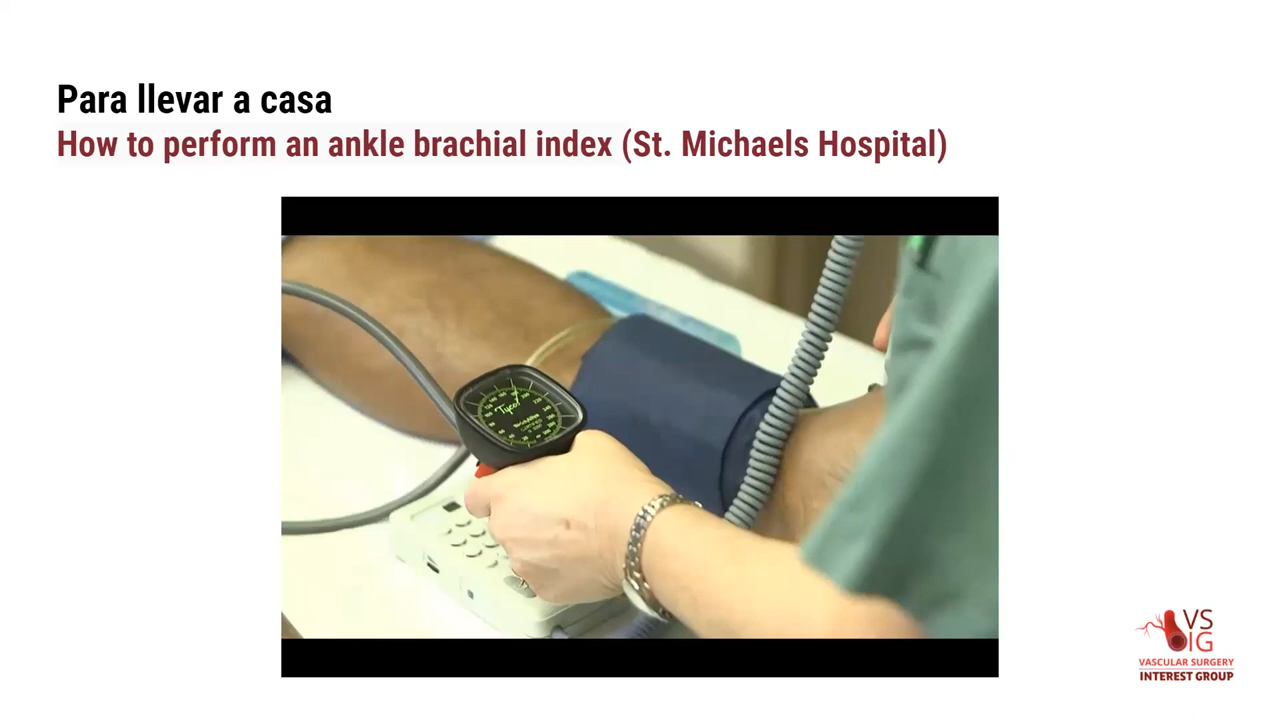 Para llevar a casa
How to perform an ankle brachial index (St. Michaels Hospital)
Tycos
VS
IG
VASCULAR SURGERY
INTEREST GROUP